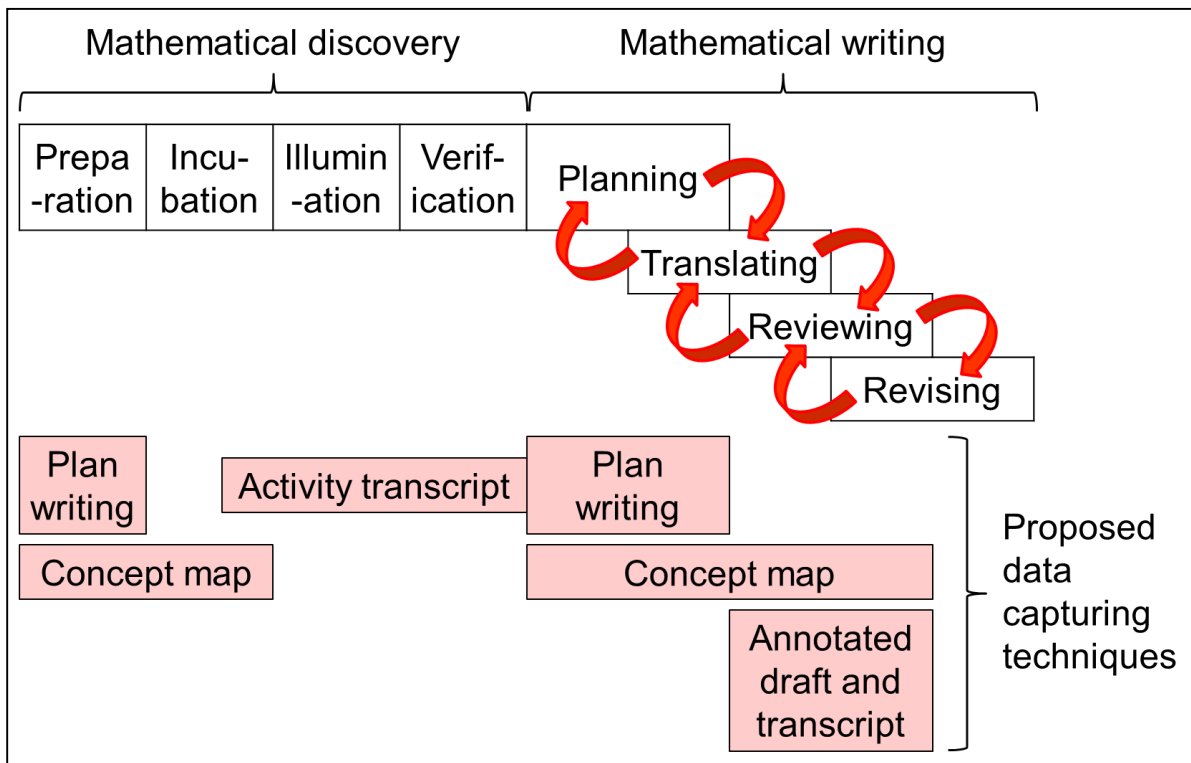 Mathematical discovery
Mathematical writing
Prepa
-ration
Incu-
bation
Illumin
-ation
Verif-
ication
Planning
Translating
Reviewing
Revising
Plan
writing
Activity transcript
Plan
writing
Concept map
Concept map
Annotated
draft and
transcript
Proposed
data
capturing
techniques